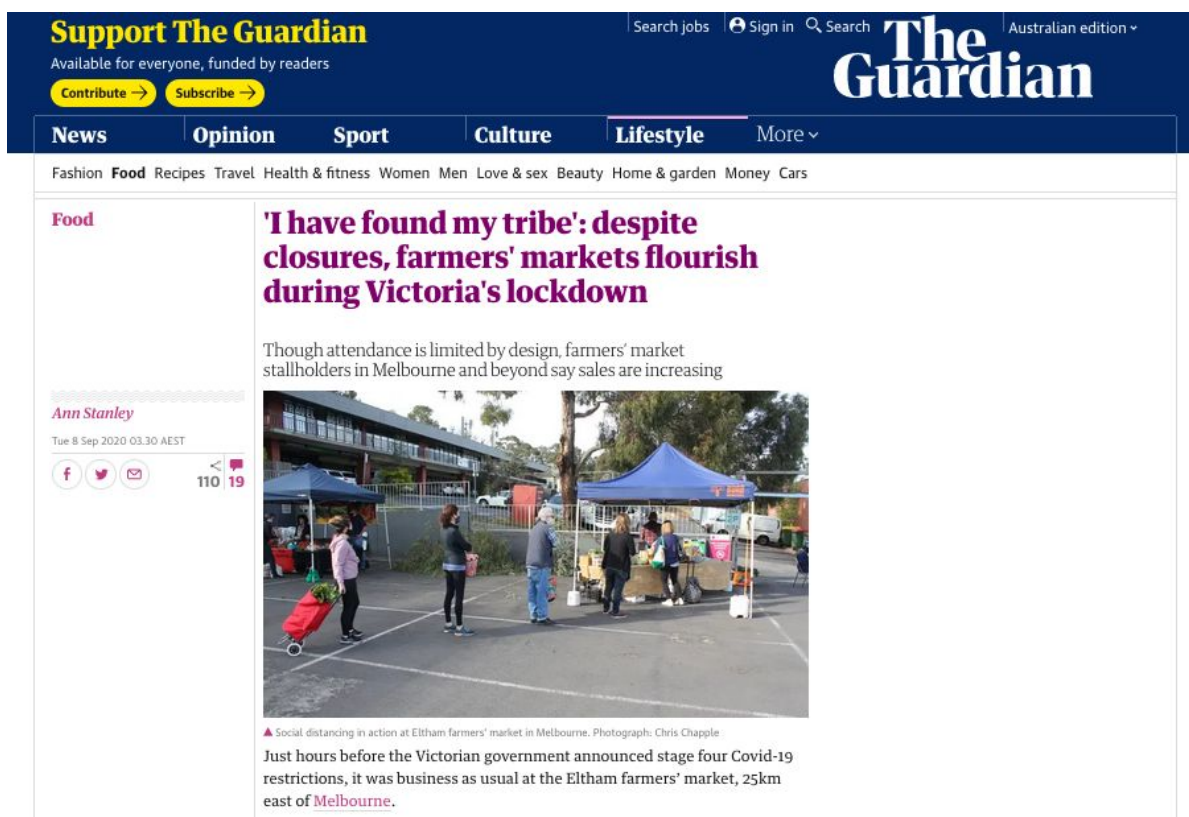 Support The Guardian
Available for everyone, funded by readers
Contribute →
Subscribe →
Search jobs
Sign in
Search
Australian edition
The
Guardian
News
Opinion
Sport
Culture
Lifestyle
More
Fashion Food Recipes Travel Health & fitness Women Men Love & sex Beauty Home & garden Money Cars
Food
'I have found my tribe': despite
closures, farmers' markets flourish
during Victoria's lockdown
Though attendance is limited by design, farmers’ market
stallholders in Melbourne and beyond say sales are increasing
Ann Stanley
Tue 8 Sep 2020 03.30 AEST
110
19
Social distancing in action at Eltham farmers’ market in Melbourne. Photograph: Chris Chapple
Just hours before the Victorian government announced stage four Covid-19
restrictions, it was business as usual at the Eltham farmers’ market, 25km
east of Melbourne.